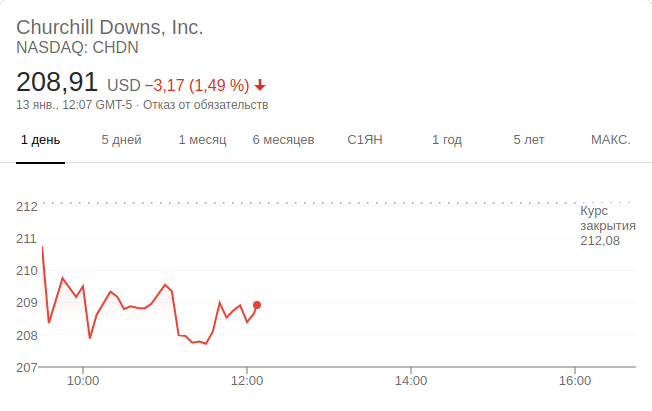 Churchill Downs, Inc.
NASDAQ: CHDN
208,91 USD −3,17 (1,49 %)
13 янв., 12:07 GMT-5 · Отказ от обязательств
1 день 5 дней 1 месяц 6 месяцев С1ЯН 1 год 5 лет МАКС.
212
Курс
закрытия
212,08
211
210
209
208
207
10:00 12:00 14:00 16:00